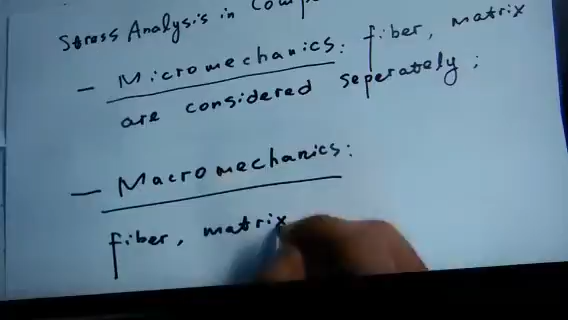 Stress Analysis in
- Micromechanics: fiber, matrix
are considered seperately;
- Macromechanics:
fiber, matrix